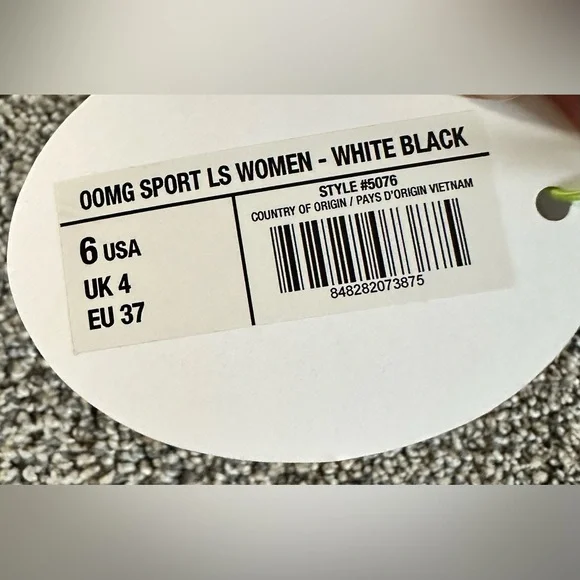 OOMG SPORT LS WOMEN - WHITE BLACK
6 USA
UK 4
EU 37
STYLE #5076
COUNTRY OF ORIGIN / PAYS D'ORIGIN VIETNAM
848282073875